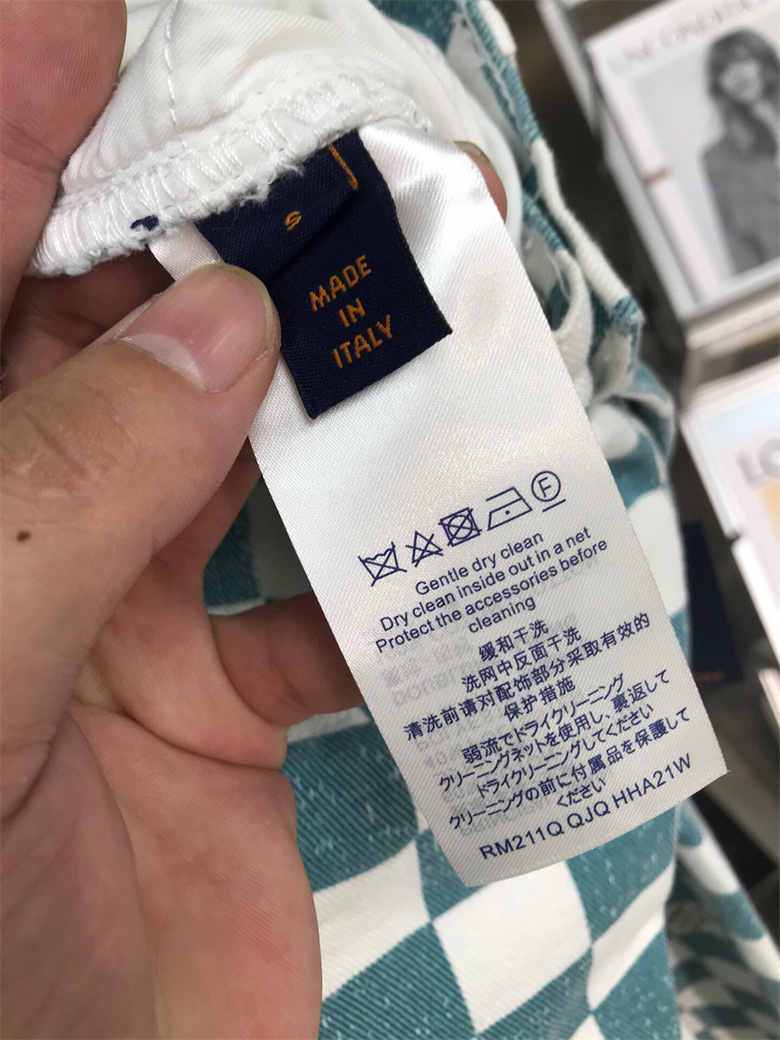 UNCONDIT
S
MADE
IN
ITALY
F
Gentle dry clean
Dry clean inside out in a net
Protect the accessories before
cleaning
缓和干洗
洗网中反面干洗
清洗前请对配饰部分采取有效的
保护措施
弱流でドライクリーニング
クリーニングネットを使用し、裏返して
ドライクリーニングしてください
クリーニングの前に付属品を保護して
ください
RM211Q QJQ HHA21W